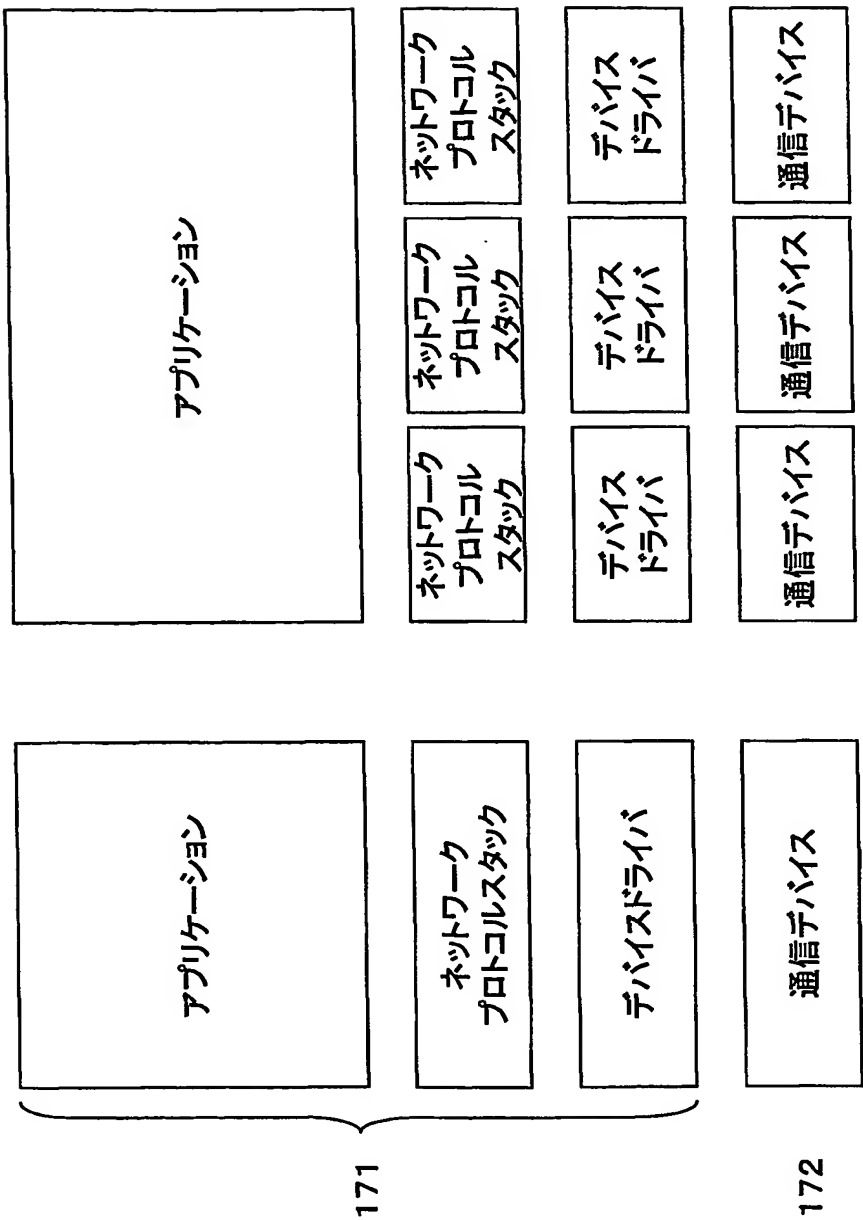 171
アプリケーション
ネットワーク
プロトコルスタック
デバイスドライバ
172
通信デバイス
アプリケーション
ネットワーク
プロトコル
スタック
ネットワーク
プロトコル
スタック
ネットワーク
プロトコル
スタック
デバイス
ドライバ
デバイス
ドライバ
デバイス
ドライバ
通信デバイス
通信デバイス
通信デバイス